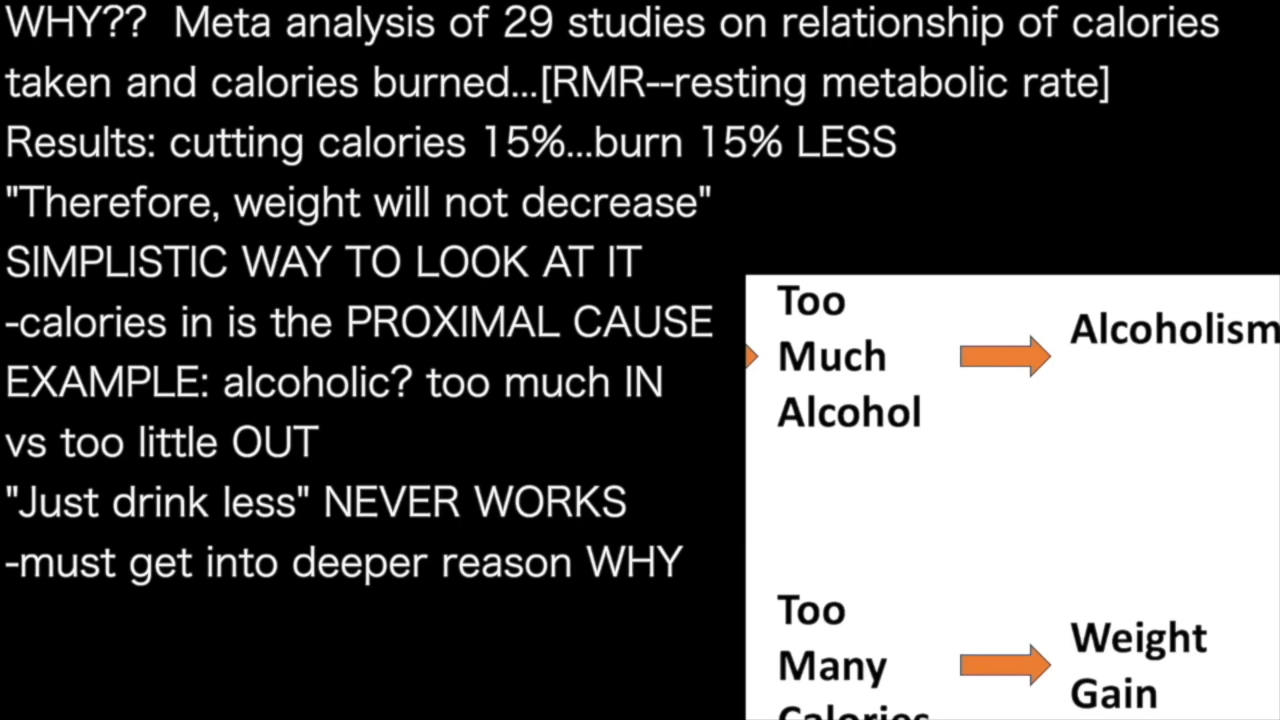 WHY??  Meta analysis of 29 studies on relationship of calories
taken and calories burned...[RMR--resting metabolic rate]
Results: cutting calories 15%...burn 15% LESS
"Therefore, weight will not decrease"
SIMPLISTIC WAY TO LOOK AT IT
-calories in is the PROXIMAL CAUSE
EXAMPLE: alcoholic? too much IN
vs too little OUT
"Just drink less" NEVER WORKS
-must get into deeper reason WHY
Too
Much
Alcohol
Alcoholism
Too
Many
Calories
Weight
Gain